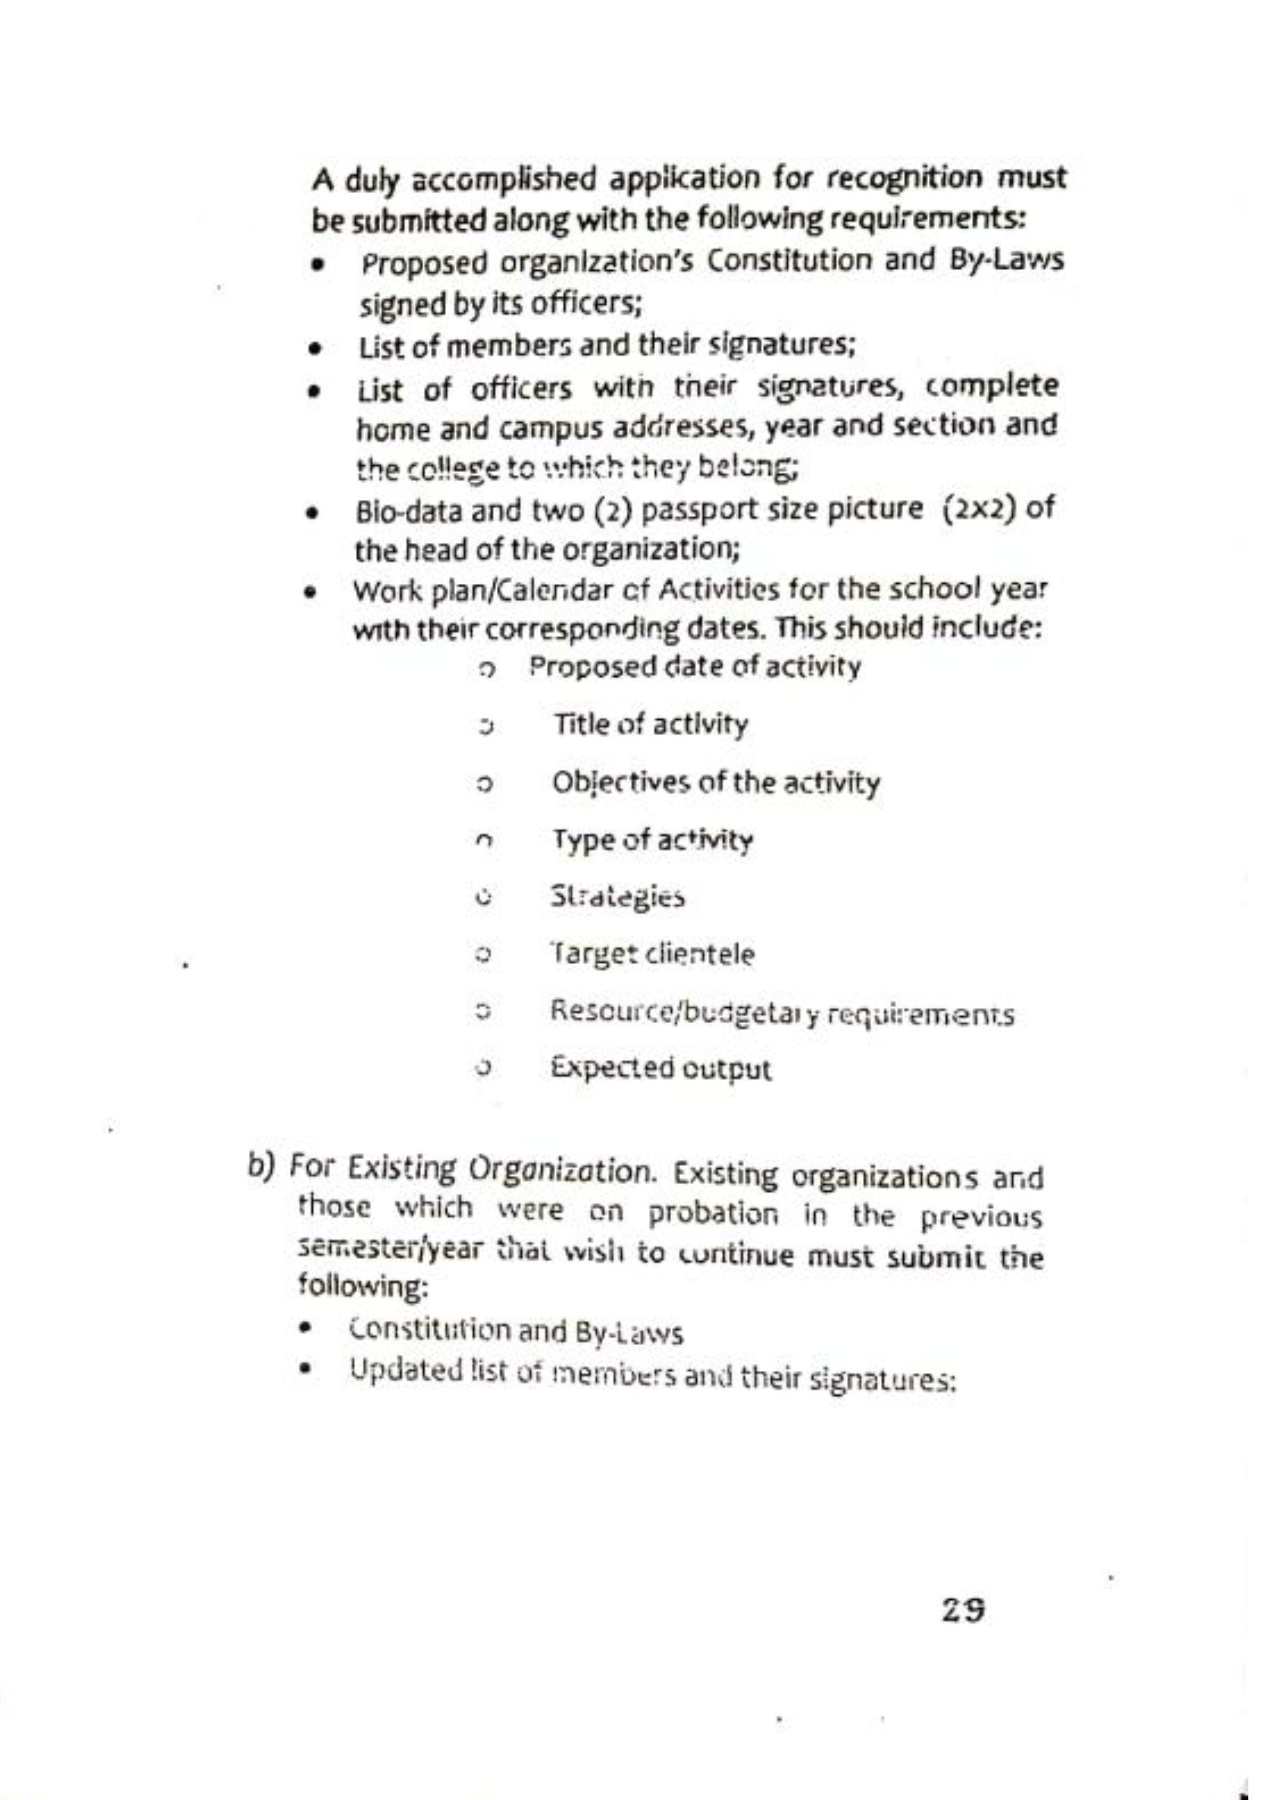 A duly accomplished application for recognition must
be submitted along with the following requirements:
• Proposed organization's Constitution and By-Laws
signed by its officers;
• List of members and their signatures;
• List of officers with their signatures, complete
home and campus addresses, year and section and
the college to which they belong;
• Bio-data and two (2) passport size picture (2x2) of
the head of the organization;
• Work plan/Calendar of Activities for the school year
with their corresponding dates. This should include:
o Proposed date of activity
o Title of activity
o Objectives of the activity
o Type of activity
o Strategies
o Target clientele
o Resource/budgetary requirements
o Expected output
b) For Existing Organization. Existing organizations and
those which were on probation in the previous
semester/year that wish to continue must submit the
following:
• Constitution and By-Laws
• Updated list of members and their signatures;
29